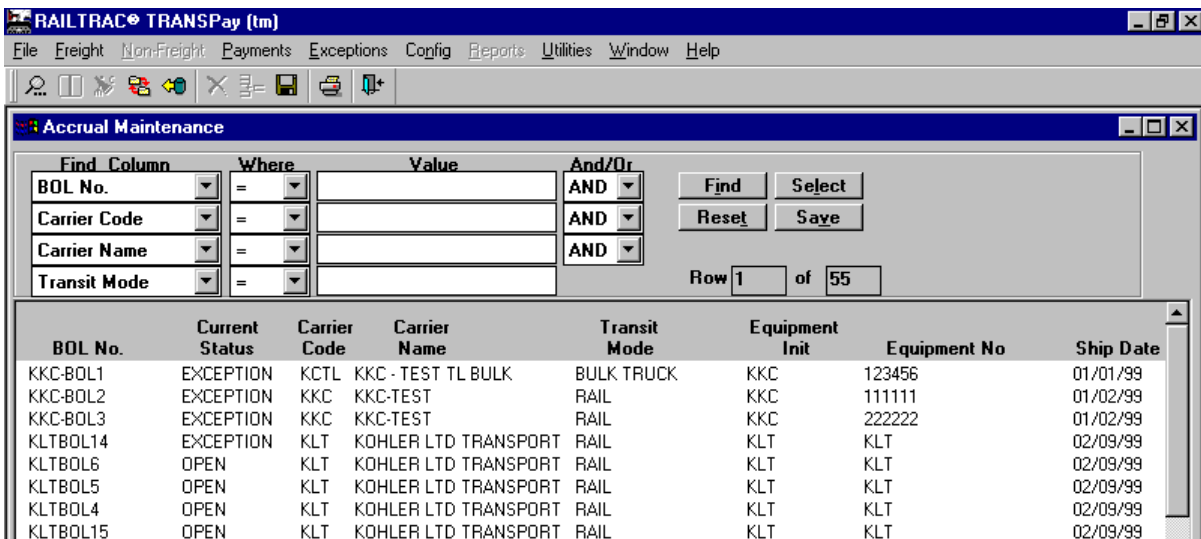 RAILTRAC® TRANSPay (tm)
File Freight Non-Freight Payments Exceptions Config Reports Utilities Window Help
Accrual Maintenance
Find Column Where Value And/Or
BOL No. = AND Find Select
Carrier Code = AND Reset Save
Carrier Name = AND
Transit Mode = Row 1 of 55
Current Carrier Carrier Transit Equipment
BOL No. Status Code Name Mode Init Equipment No Ship Date
KKC-BOL1 EXCEPTION KCTL KKC - TEST TL BULK BULK TRUCK KKC 123456 01/01/99
KKC-BOL2 EXCEPTION KKC KKC-TEST RAIL KKC 111111 01/02/99
KKC-BOL3 EXCEPTION KKC KKC-TEST RAIL KKC 222222 01/02/99
KLTBOL14 EXCEPTION KLT KOHLER LTD TRANSPORT RAIL KLT KLT 02/09/99
KLTBOL6 OPEN KLT KOHLER LTD TRANSPORT RAIL KLT KLT 02/09/99
KLTBOL5 OPEN KLT KOHLER LTD TRANSPORT RAIL KLT KLT 02/09/99
KLTBOL4 OPEN KLT KOHLER LTD TRANSPORT RAIL KLT KLT 02/09/99
KLTBOL15 OPEN KLT KOHLER LTD TRANSPORT RAIL KLT KLT 02/09/99